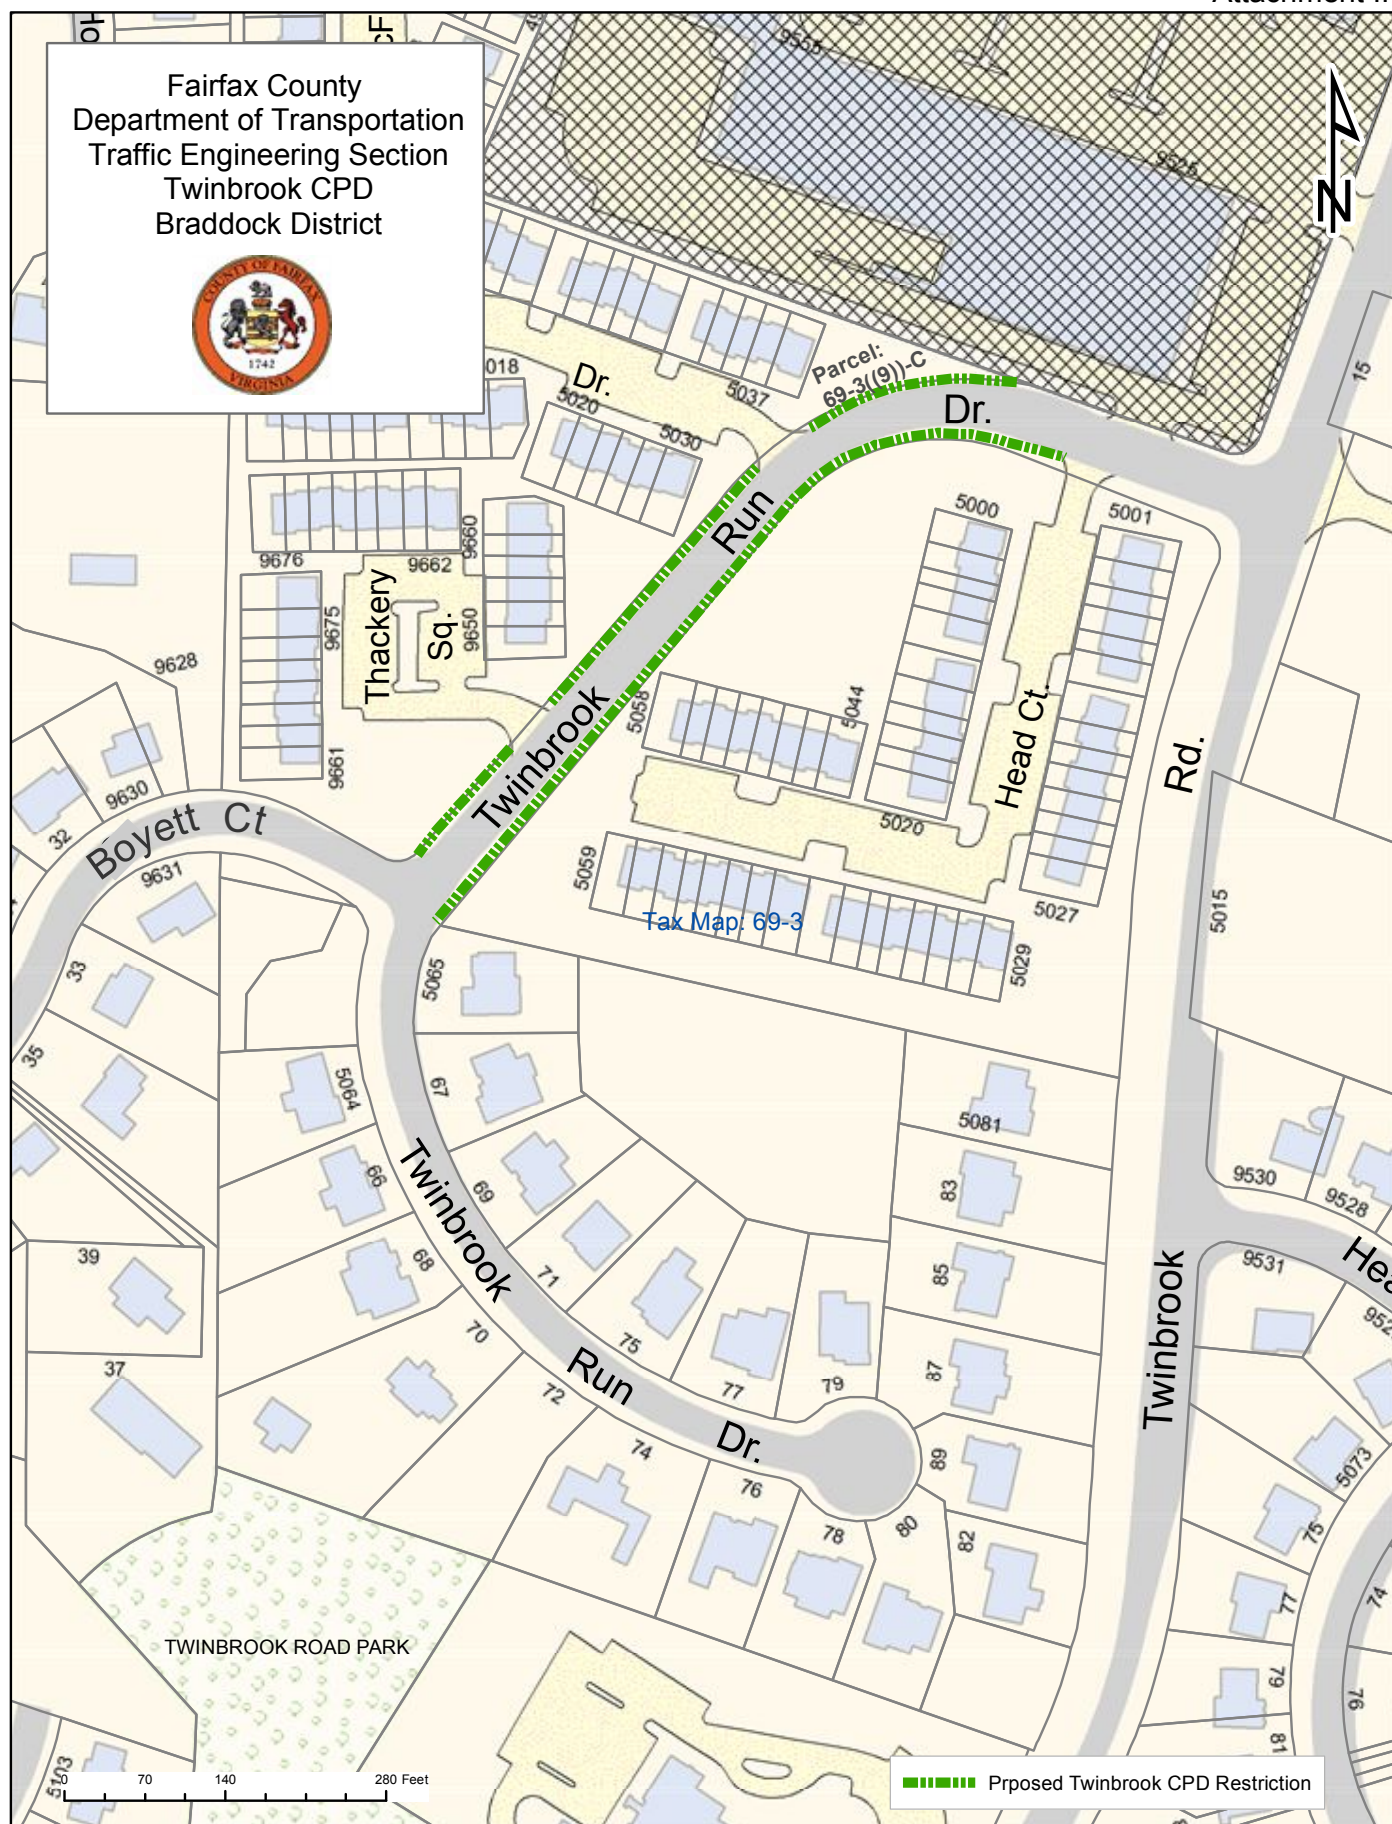 Fairfax County
Department of Transportation
Traffic Engineering Section
Twinbrook CPD
Braddock District
COUNTY OF FAIRFAX
1742
VIRGINIA
9555
9525
N
15
Parcel:
69-3((9))-C
5037
Dr.
018
5020
5030
Dr.
Run
Twinbrook
5000
5001
9676
9662
9660
9650
9675
9661
Thackery
Sq.
9628
9630
32
Boyett Ct
9631
33
35
5058
5044
5020
Head Ct.
5059
5027
5029
Tax Map: 69-3
Rd.
5015
5065
5064
67
66
69
68
71
70
75
72
77
79
74
76
78
80
82
Twinbrook
Run
Dr.
5081
83
85
87
89
9530
9528
9531
Hea
952
Twinbrook
5073
75
77
74
79
76
81
39
37
TWINBROOK ROAD PARK
5103
0 70 140 280 Feet
Prposed Twinbrook CPD Restriction